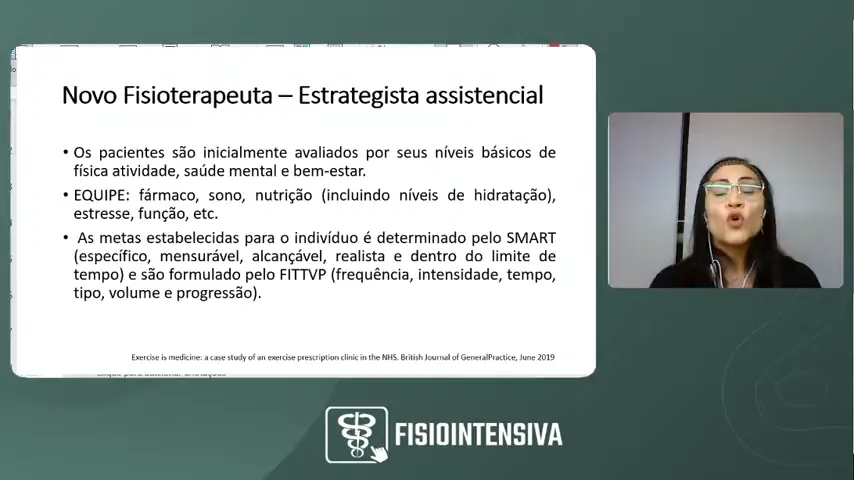 Novo Fisioterapeuta – Estrategista assistencial
• Os pacientes são inicialmente avaliados por seus níveis básicos de
física atividade, saúde mental e bem-estar.
• EQUIPE: fármaco, sono, nutrição (incluindo níveis de hidratação),
estresse, função, etc.
• As metas estabelecidas para o indivíduo é determinado pelo SMART
(específico, mensurável, alcançável, realista e dentro do limite de
tempo) e são formulado pelo FITTVP (frequência, intensidade, tempo,
tipo, volume e progressão).
Exercise is medicine: a case study of an exercise prescription clinic in the NHS. British Journal of GeneralPractice, June 2019
FISIOINTENSIVA